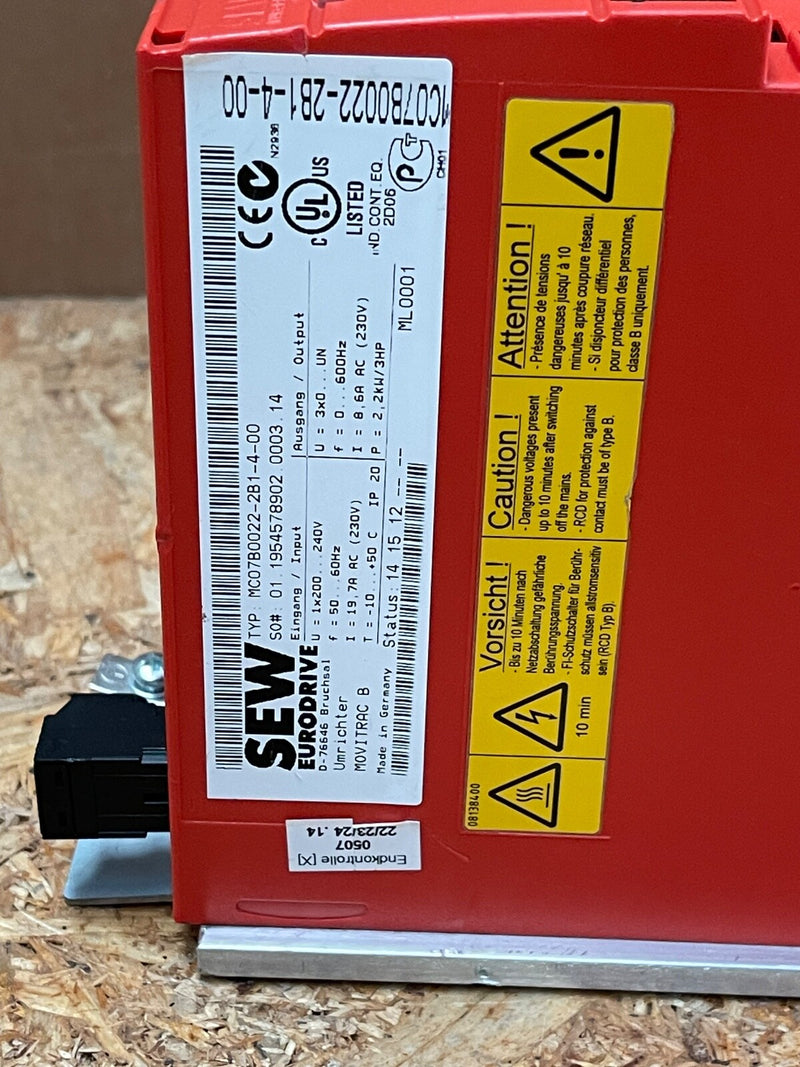 MC07B0022-2B1-4-00
SEW
EURODRIVE
D-76646 Bruchsal
Umrichter
MOVITRAC B
Made in Germany
TYP: MC07B0022-2B1-4-00
SO#: 01.1954578902.0003.14
Eingang / Input
U = 1x200...240V
f = 50...60Hz
I = 19.7A AC (230V)
T = -10...+50 C IP 20
Ausgang / Output
U = 3x0...UN
f = 0...600Hz
I = 8,6A AC (230V)
P = 2,2kW/3HP
Status: 14 15 12 -- --
ML0001
CE
N2936
C UL US
LISTED
IND.CONT.EQ.
2D06
08138400
10 min
Vorsicht !
- Bis zu 10 Minuten nach
Netzabschaltung gefährliche
Berührungsspannung.
- FI-Schutzschalter für Berühr-
schutz müssen allstromsensitiv
sein (RCD Typ B).
Caution !
- Dangerous voltages present
up to 10 minutes after switching
off the mains.
- RCD for protection against
contact must be of type B.
Attention !
- Présence de tensions
dangereuses jusqu' à 10
minutes après coupure réseau.
- Si disjoncteur différentiel
pour protection des personnes,
classe B uniquement.
Endkontrolle [X]
0507
22/23/24 .14